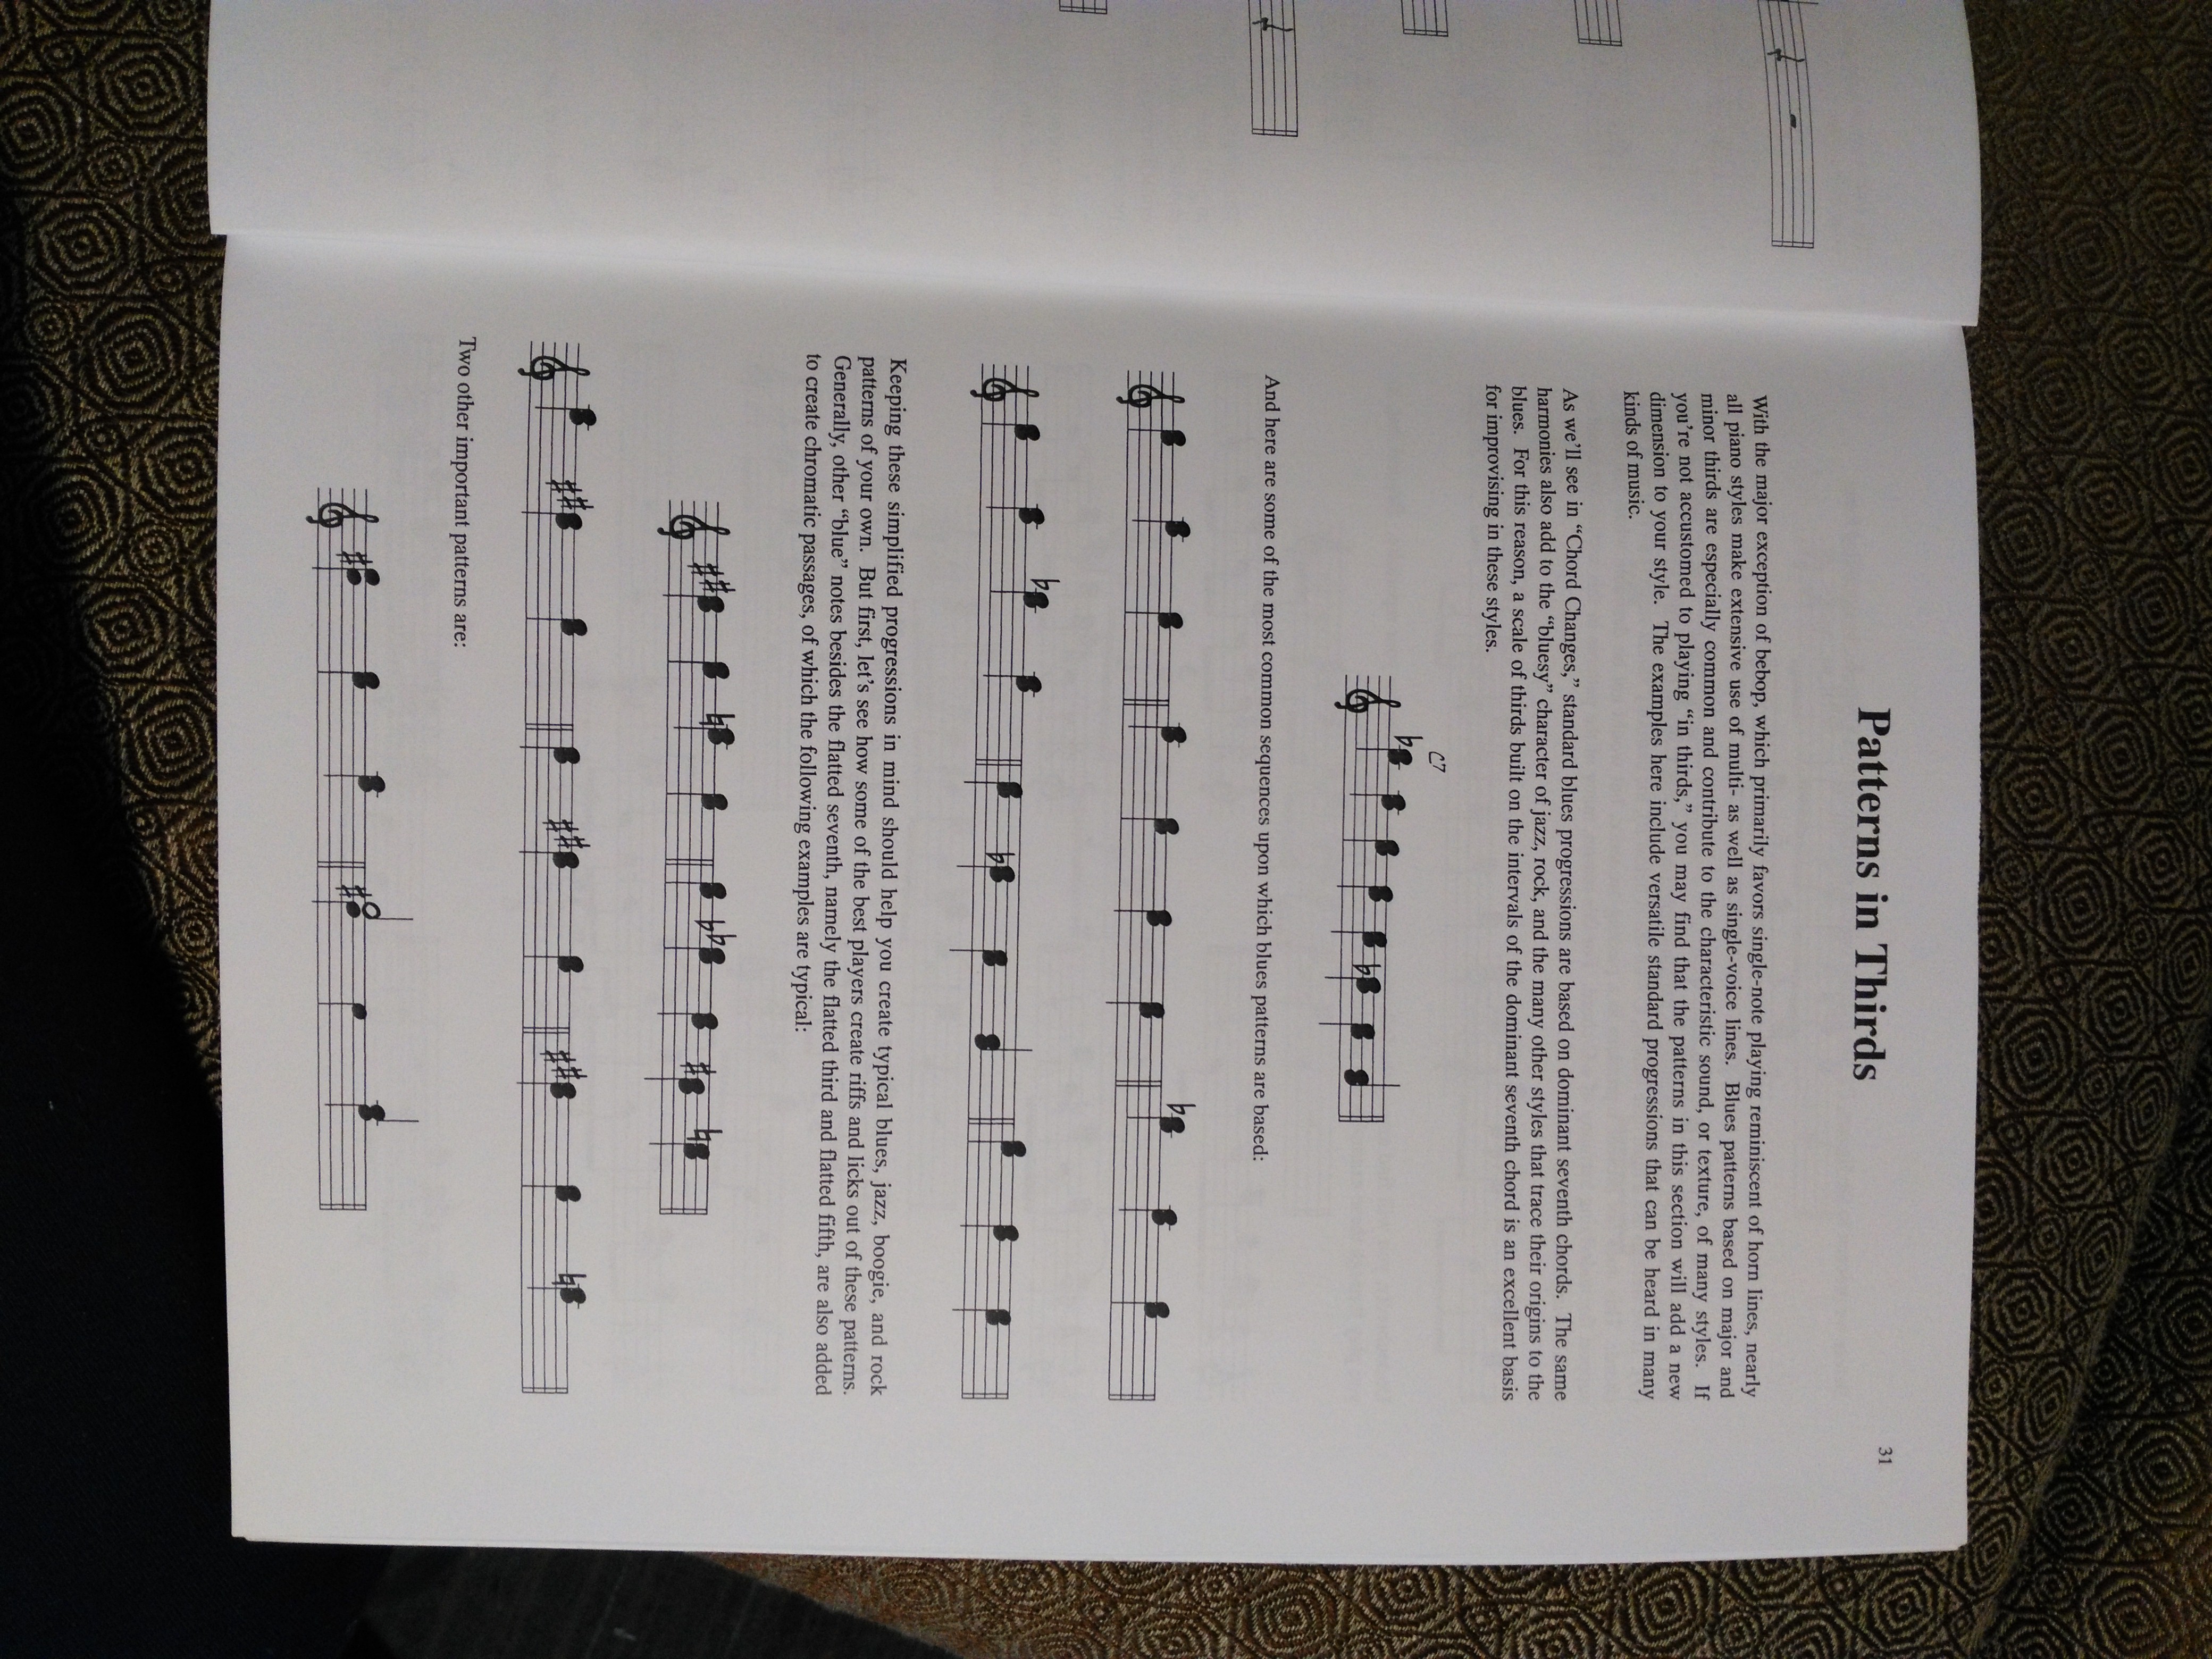 31
Patterns in Thirds
With the major exception of bebop, which primarily favors single-note playing reminiscent of horn lines, nearly
all piano styles make extensive use of multi- as well as single-voice lines. Blues patterns based on major and
minor thirds are especially common and contribute to the characteristic sound, or texture, of many styles. If
you're not accustomed to playing “in thirds,” you may find that the patterns in this section will add a new
dimension to your style. The examples here include versatile standard progressions that can be heard in many
kinds of music.
As we'll see in “Chord Changes,” standard blues progressions are based on dominant seventh chords. The same
harmonies also add to the “bluesy” character of jazz, rock, and the many other styles that trace their origins to the
blues. For this reason, a scale of thirds built on the intervals of the dominant seventh chord is an excellent basis
for improvising in these styles.
C7
And here are some of the most common sequences upon which blues patterns are based:
Keeping these simplified progressions in mind should help you create typical blues, jazz, boogie, and rock
patterns of your own. But first, let's see how some of the best players create riffs and licks out of these patterns.
Generally, other “blue” notes besides the flatted seventh, namely the flatted third and flatted fifth, are also added
to create chromatic passages, of which the following examples are typical:
Two other important patterns are: